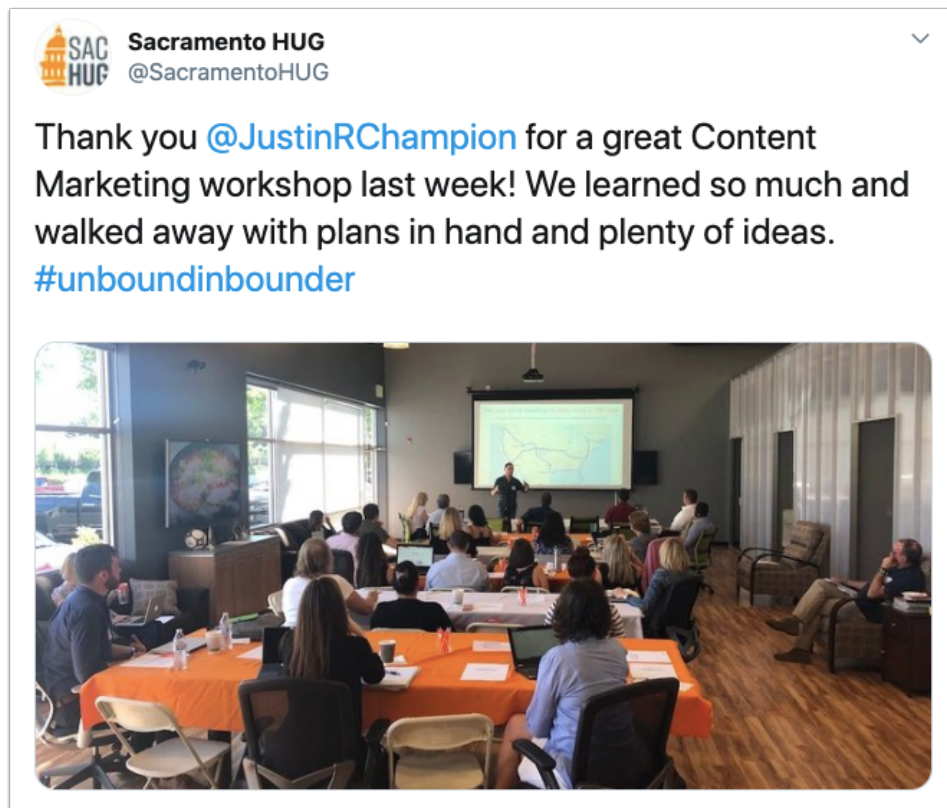 SAC
HUG
Sacramento HUG
@SacramentoHUG
Thank you @JustinRChampion for a great Content
Marketing workshop last week! We learned so much and
walked away with plans in hand and plenty of ideas.
#unboundinbounder